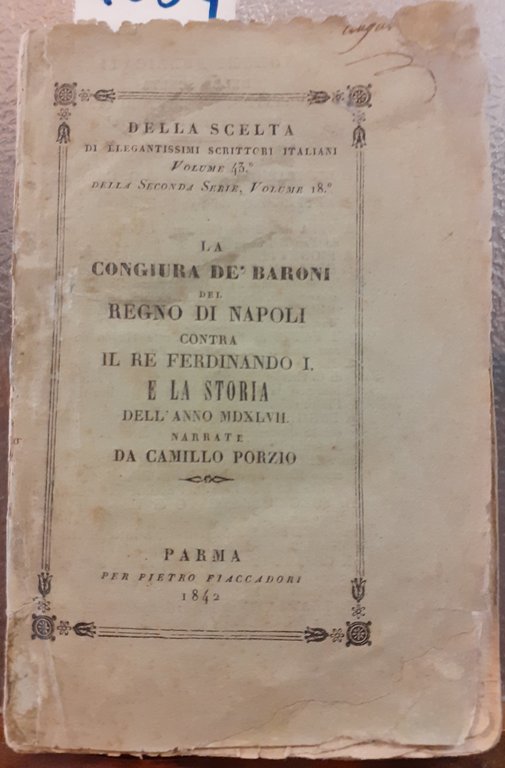 DELLA SCELTA
DI ELEGANTISSIMI SCRITTORI ITALIANI
VOLUME 43.º
DELLA SECONDA SERIE, VOLUME 18.º
LA
CONGIURA DE' BARONI
DEL
REGNO DI NAPOLI
CONTRA
IL RE FERDINANDO I.
E LA STORIA
DELL'ANNO MDXLVII.
NARRATE
DA CAMILLO PORZIO
PARMA
PER PIETRO FIACCADORI
1842